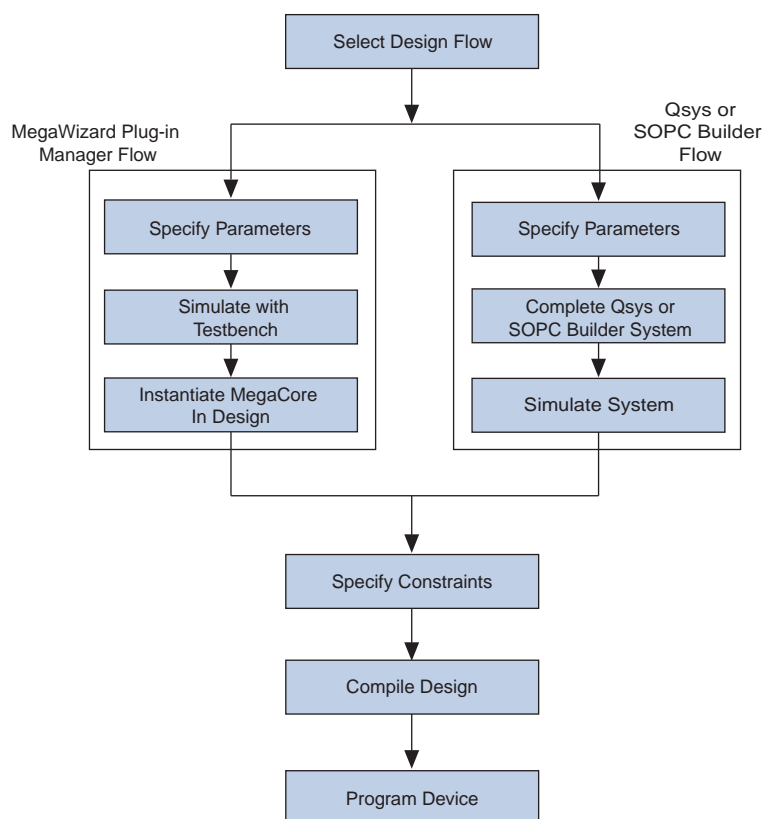 Select Design Flow
MegaWizard Plug-in
Manager Flow
Specify Parameters
Simulate with
Testbench
Instantiate MegaCore
In Design
Qsys or
SOPC Builder
Flow
Specify Parameters
Complete Qsys or
SOPC Builder System
Simulate System
Specify Constraints
Compile Design
Program Device